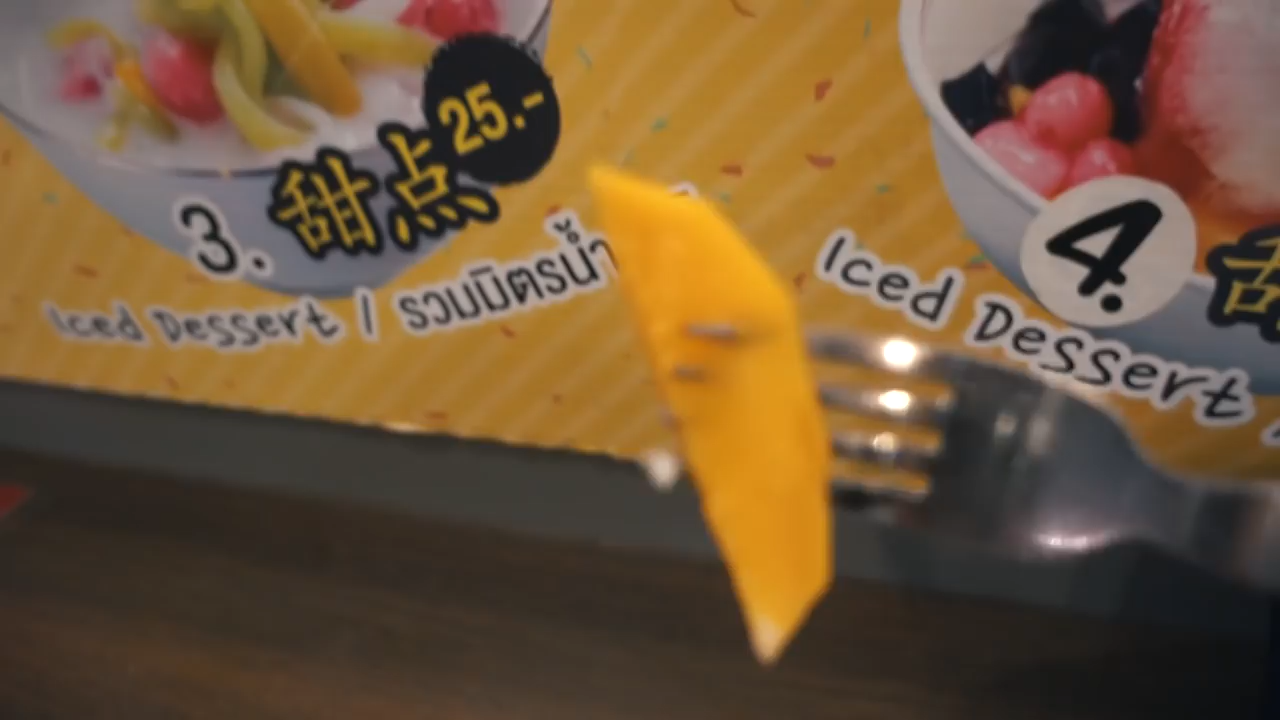 25.-
3. 甜点
Iced Dessert / รวมมิตรน้ำ
4.
Iced Dessert